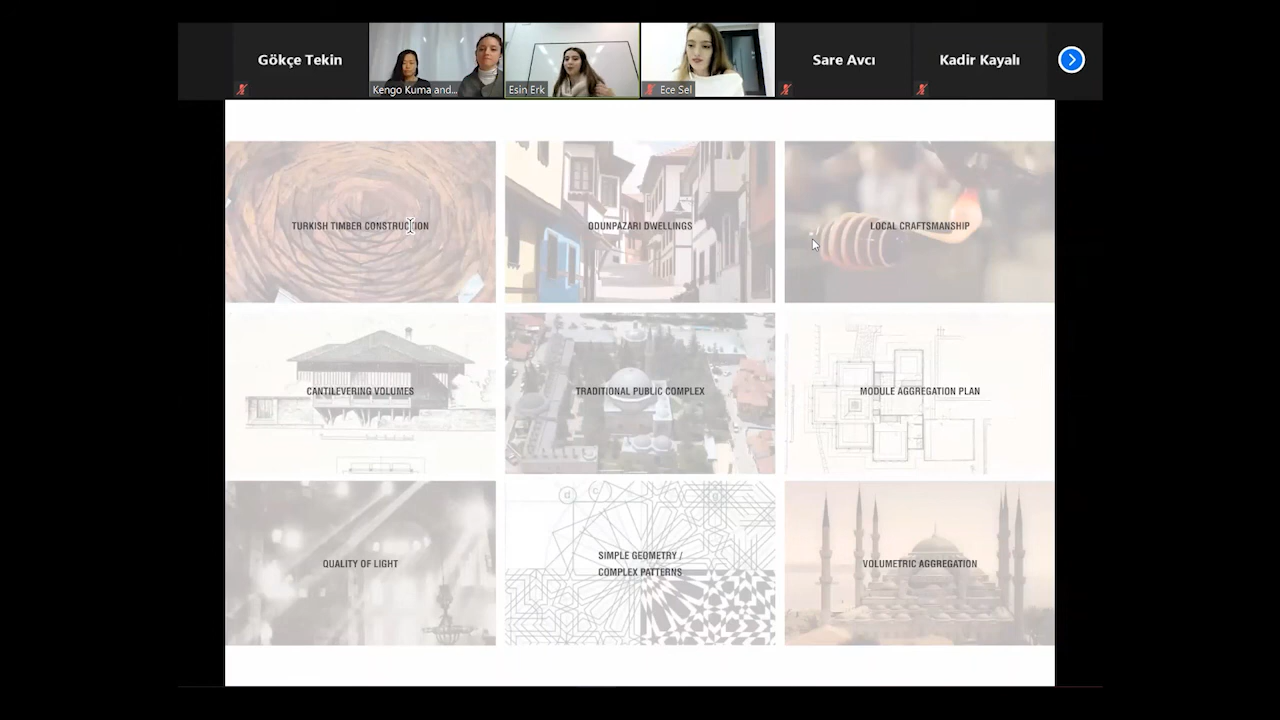 Gökçe Tekin
Kengo Kuma and...
Esin Erk
Ece Sel
Sare Avcı
Kadir Kayalı
TURKISH TIMBER CONSTRUCTION
ODUNPAZARI DWELLINGS
LOCAL CRAFTSMANSHIP
CANTILEVERING VOLUMES
TRADITIONAL PUBLIC COMPLEX
MODULE AGGREGATION PLAN
QUALITY OF LIGHT
d
c
SIMPLE GEOMETRY /
COMPLEX PATTERNS
VOLUMETRIC AGGREGATION